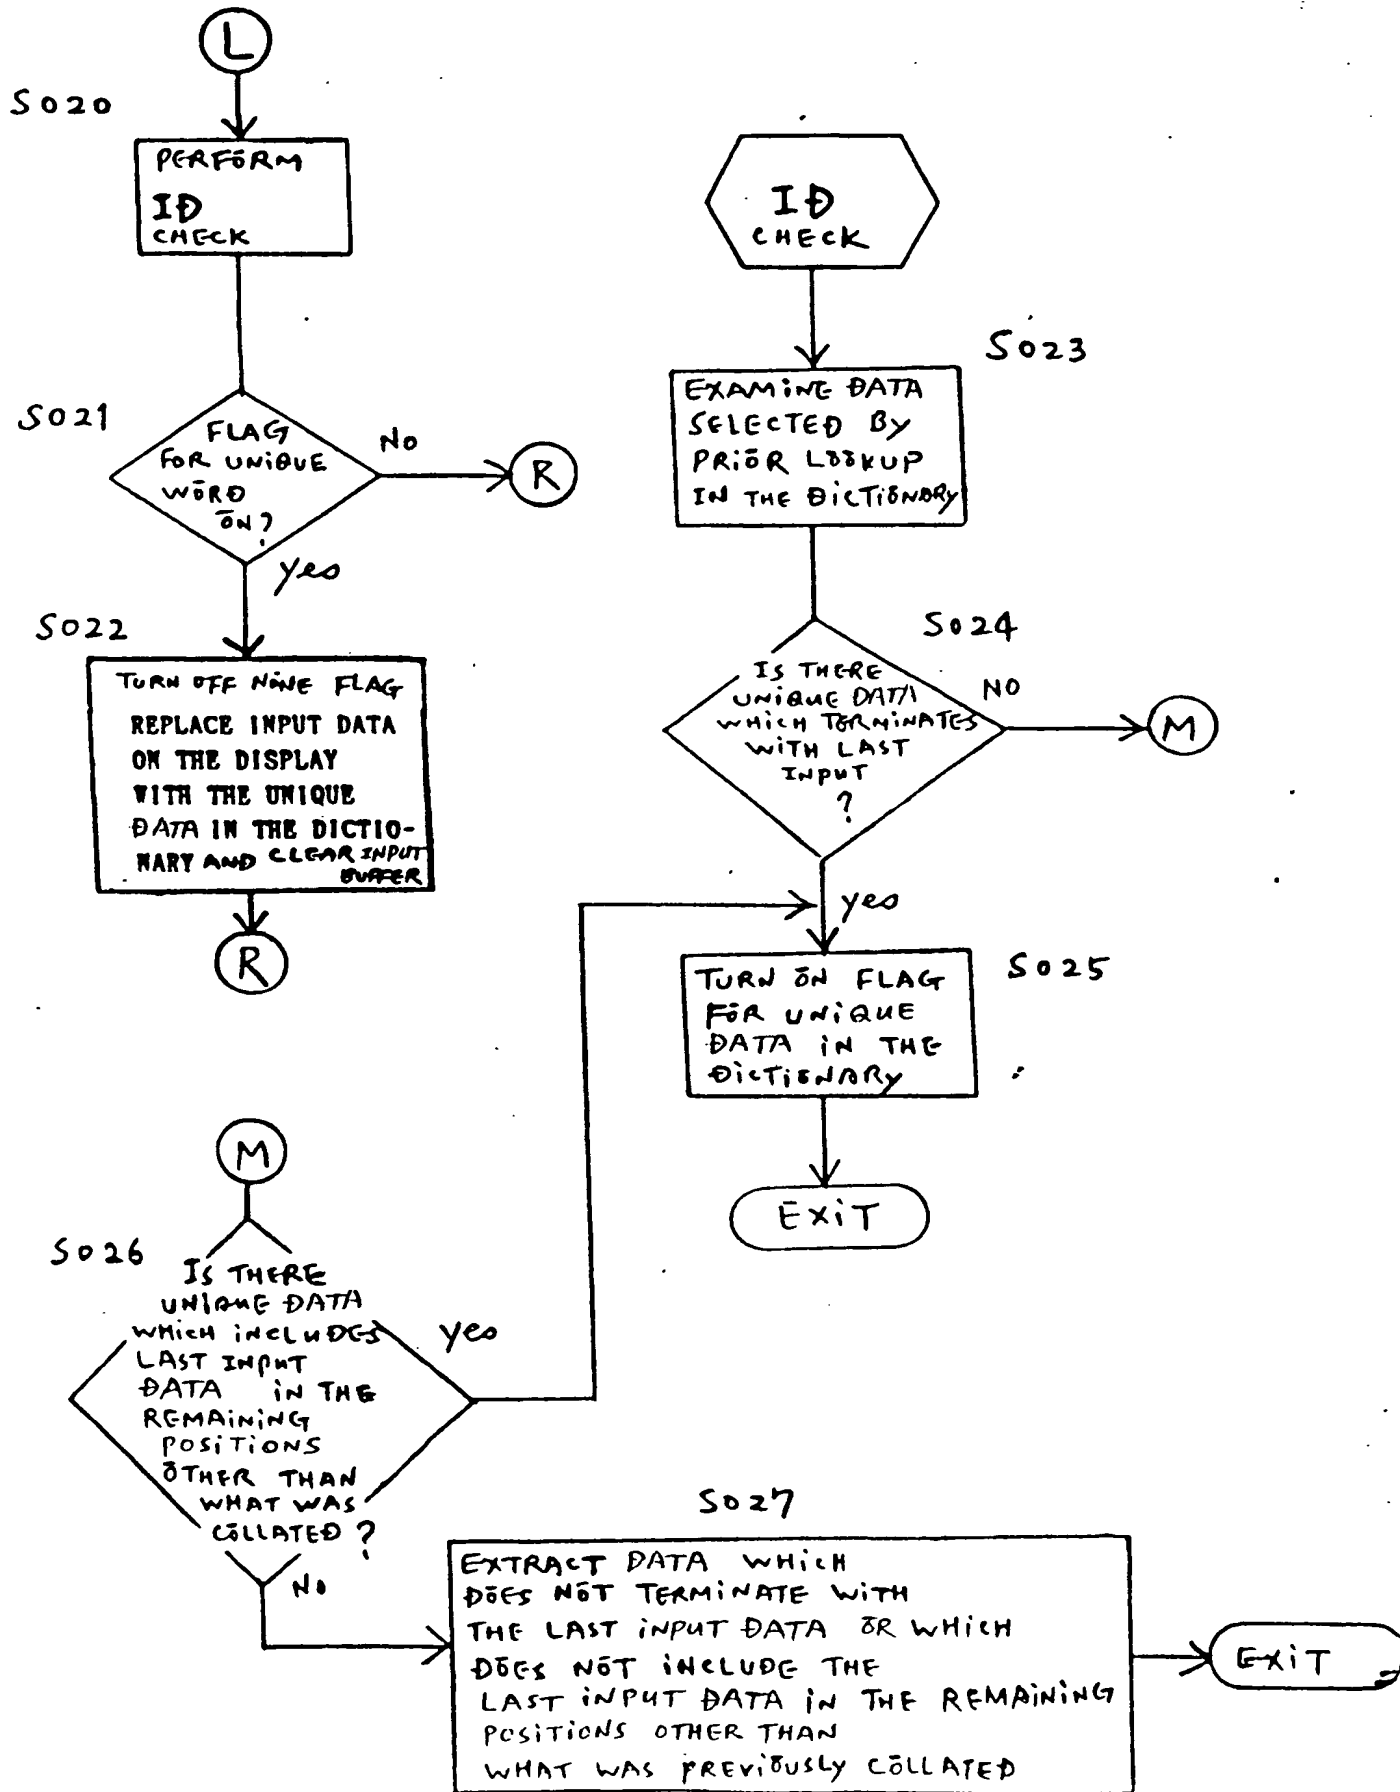 L
S020
PERFORM
ID
CHECK
S021
FLAG
FOR UNIQUE
WORD
ON?
No
R
yes
S022
TURN OFF NINE FLAG
REPLACE INPUT DATA
ON THE DISPLAY
WITH THE UNIQUE
DATA IN THE DICTIO-
NARY AND CLEAR INPUT
BUFFER
R
ID
CHECK
S023
EXAMINE DATA
SELECTED BY
PRIOR LOOKUP
IN THE DICTIONARY
S024
IS THERE
UNIQUE DATA
WHICH TERMINATES
WITH LAST
INPUT
?
NO
M
yes
S025
TURN ON FLAG
FOR UNIQUE
DATA IN THE
DICTIONARY
EXIT
M
S026
IS THERE
UNIQUE DATA
WHICH INCLUDES
LAST INPUT
DATA IN THE
REMAINING
POSITIONS
OTHER THAN
WHAT WAS
COLLATED?
yes
No
S027
EXTRACT DATA WHICH
DOES NOT TERMINATE WITH
THE LAST INPUT DATA OR WHICH
DOES NOT INCLUDE THE
LAST INPUT DATA IN THE REMAINING
POSITIONS OTHER THAN
WHAT WAS PREVIOUSLY COLLATED
EXIT